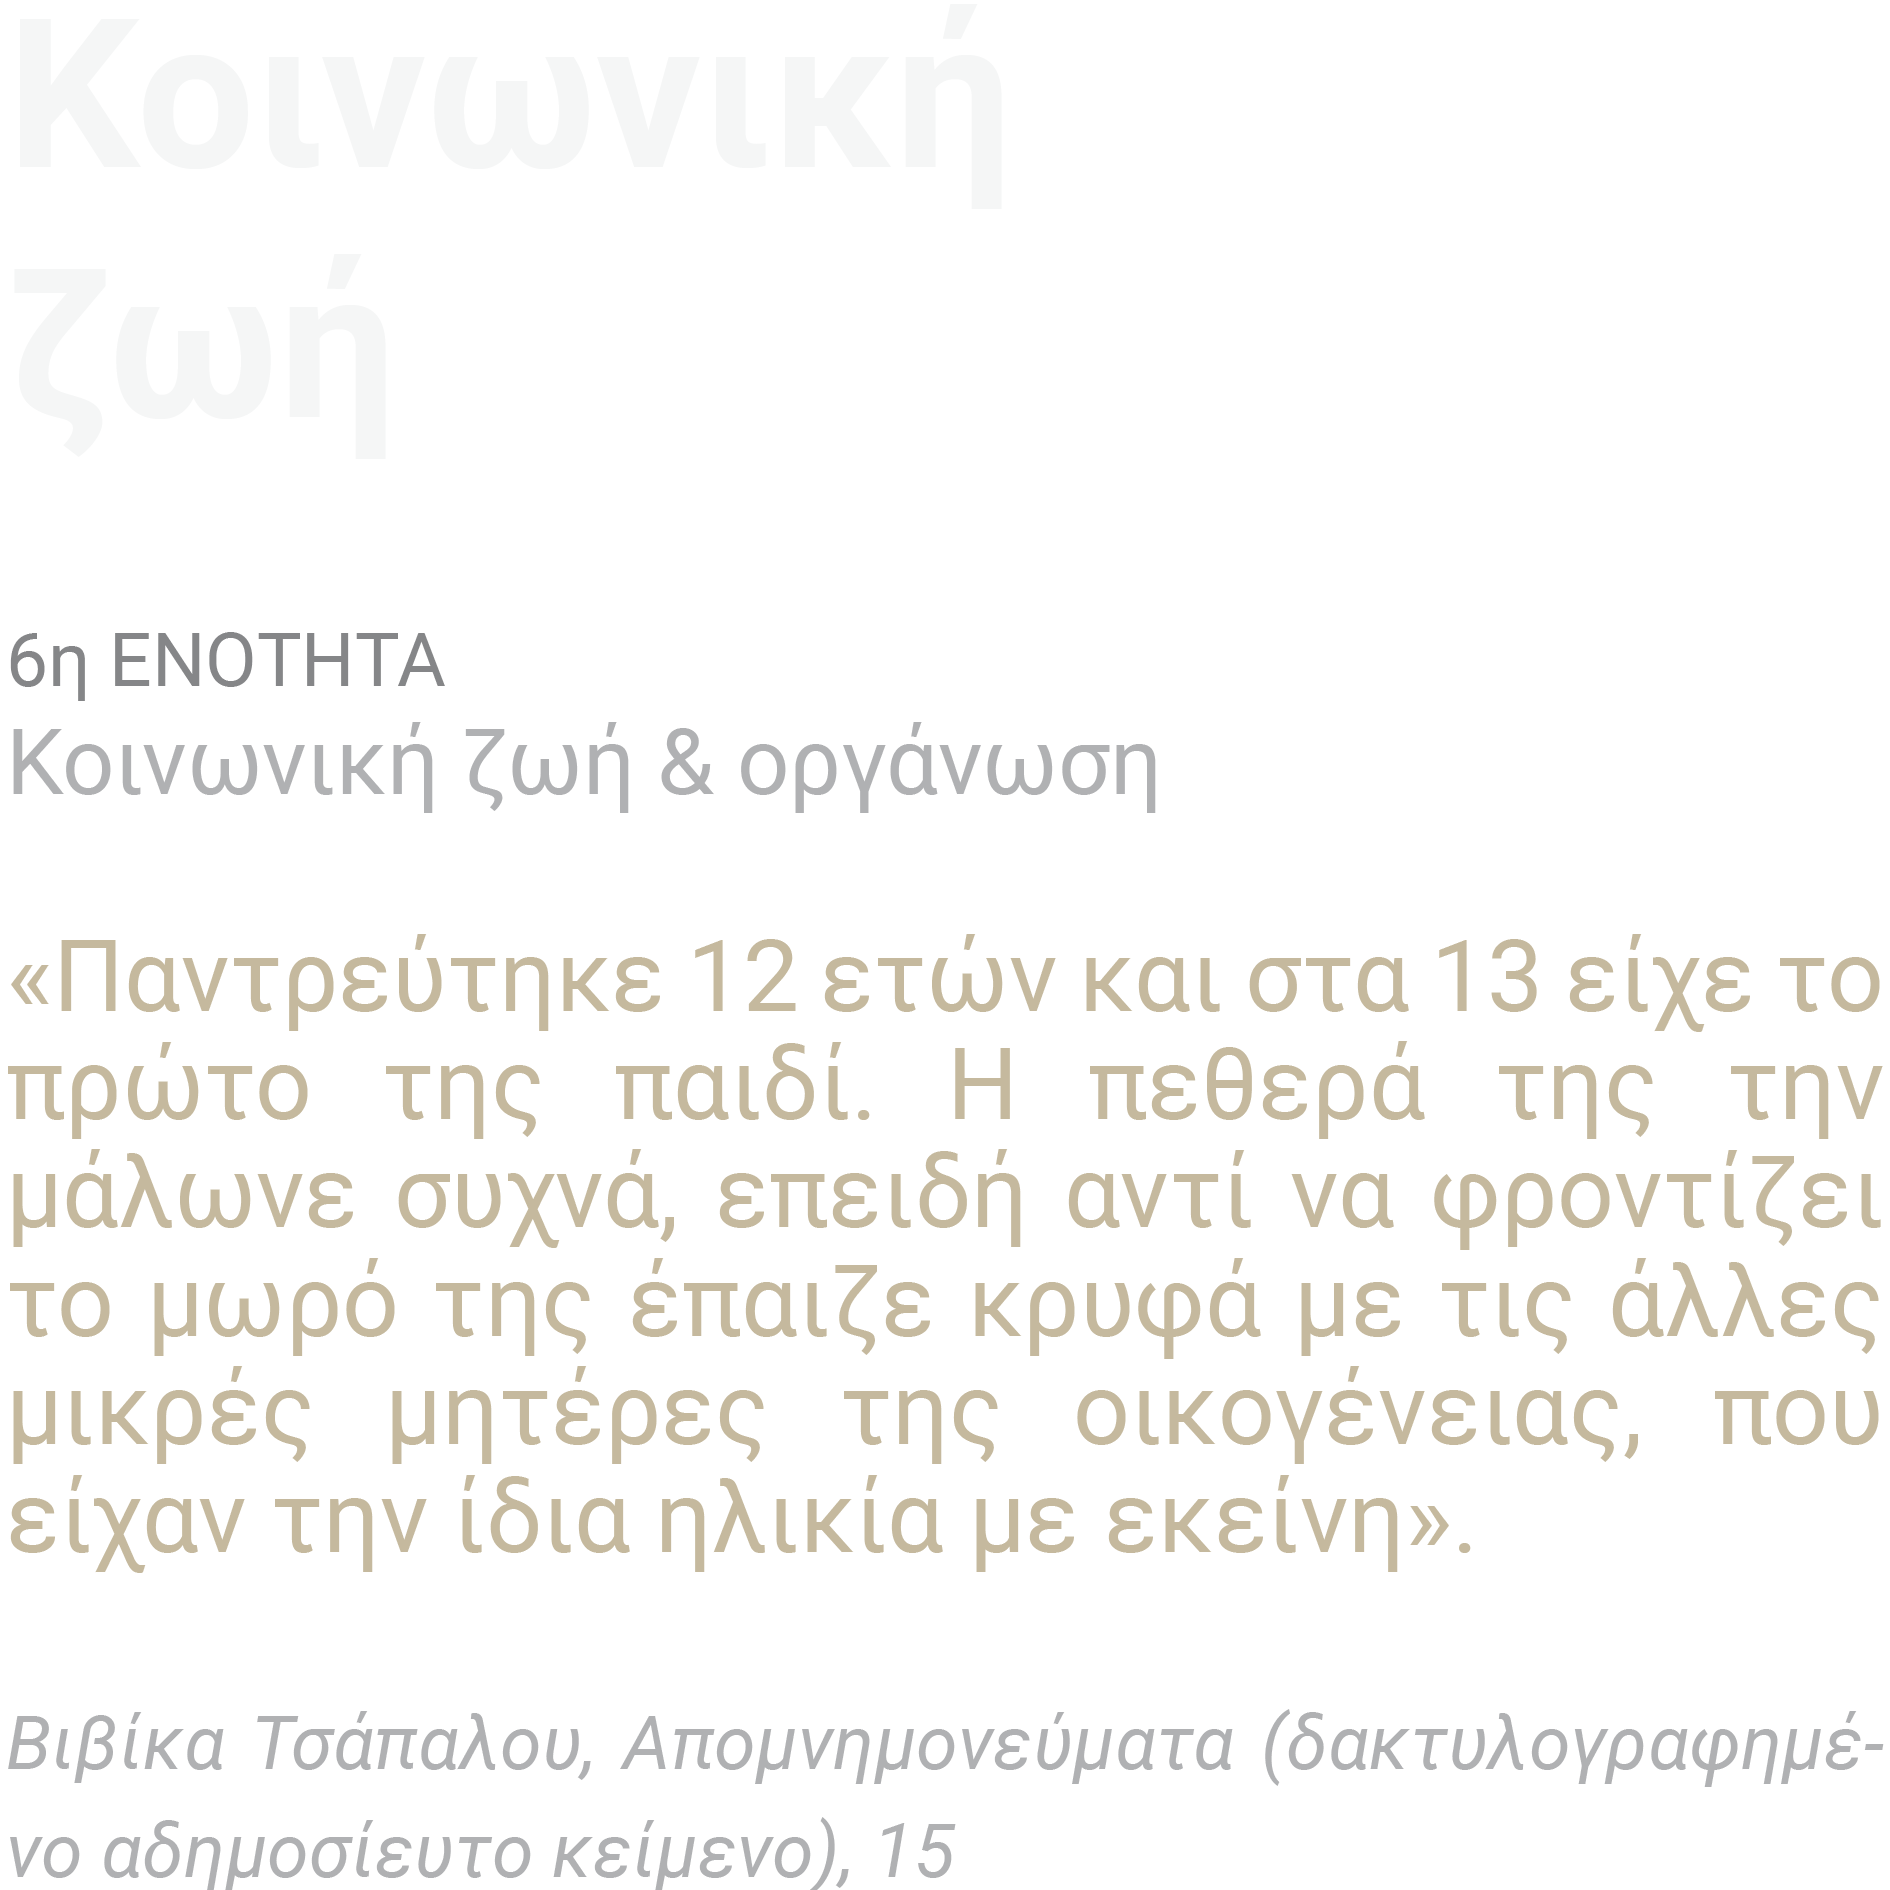 Κοινωνική
ζωή
6η ΕΝΟΤΗΤΑ
Κοινωνική ζωή & οργάνωση
«Παντρεύτηκε 12 ετών και στα 13 είχε το
πρώτο της παιδί. Η πεθερά της την
μάλωνε συχνά, επειδή αντί να φροντίζει
το μωρό της έπαιζε κρυφά με τις άλλες
μικρές μητέρες της οικογένειας, που
είχαν την ίδια ηλικία με εκείνη».
Βιβίκα Τσάπαλου, Απομνημονεύματα (δακτυλογραφημέ-
νο αδημοσίευτο κείμενο), 15